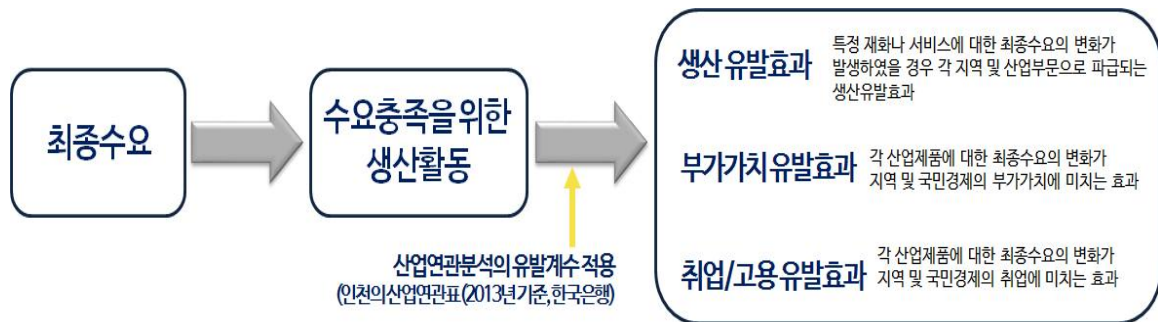 최종수요
수요충족을 위한
생산활동
산업연관분석의 유발계수 적용
(인천의 산업연관표(2013년 기준, 한국은행)
생산 유발효과
특정 재화나 서비스에 대한 최종수요의 변화가
발생하였을 경우 각 지역 및 산업부문으로 파급되는
생산유발효과
부가가치 유발효과
각 산업제품에 대한 최종수요의 변화가
지역 및 국민경제의 부가가치에 미치는 효과
취업/고용 유발효과
각 산업제품에 대한 최종수요의 변화가
지역 및 국민경제의 취업에 미치는 효과